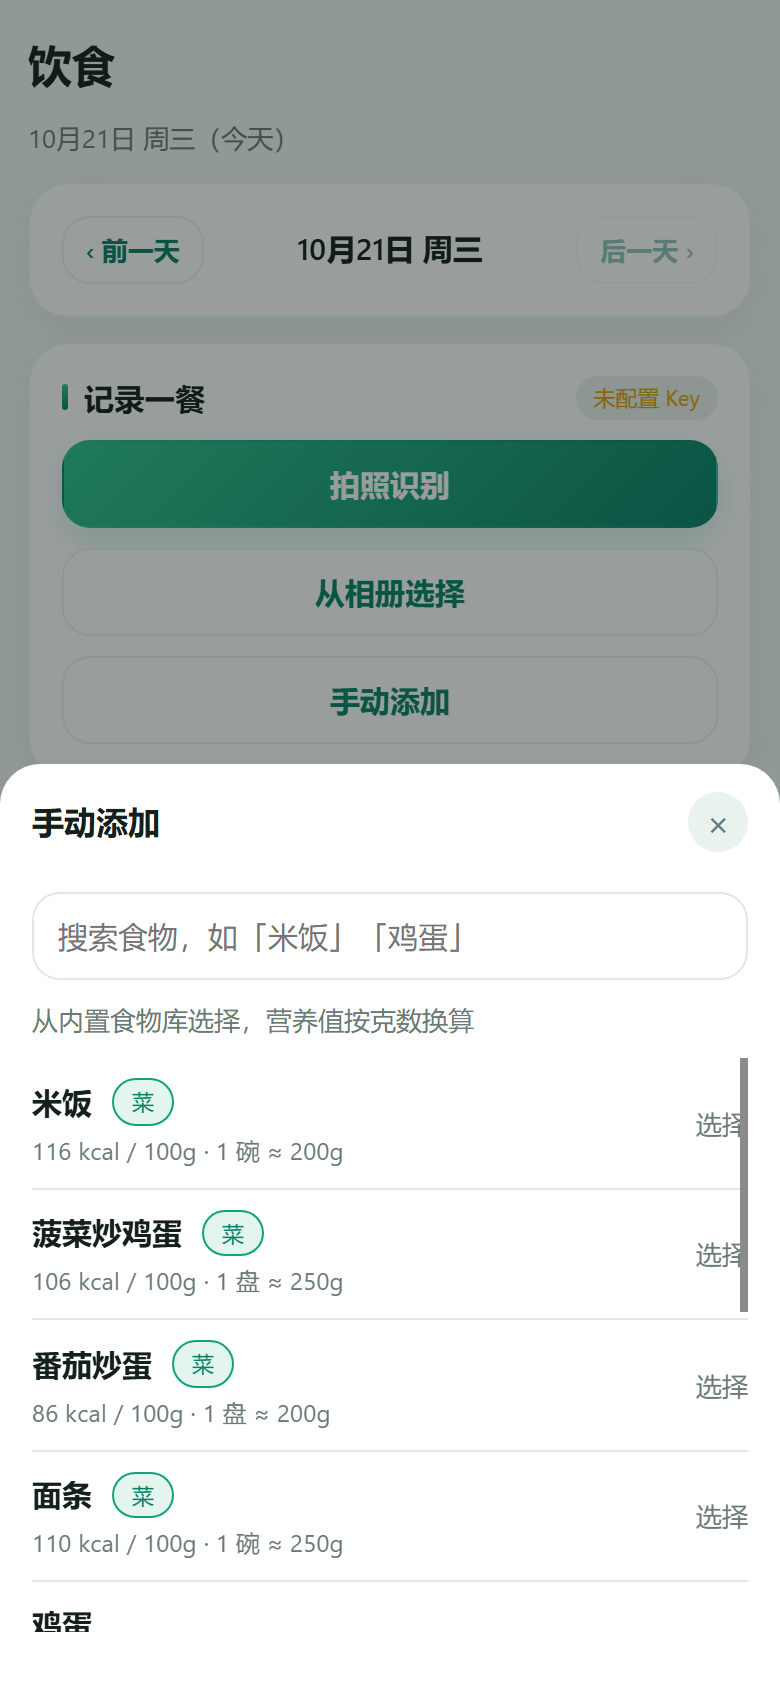 饮食
10月21日 周三（今天）
‹ 前一天
10月21日 周三
后一天 ›
记录一餐
未配置 Key
拍照识别
从相册选择
手动添加
手动添加
×
搜索食物，如「米饭」「鸡蛋」
从内置食物库选择，营养值按克数换算
米饭 菜
116 kcal / 100g · 1 碗 ≈ 200g
选择
菠菜炒鸡蛋 菜
106 kcal / 100g · 1 盘 ≈ 250g
选择
番茄炒蛋 菜
86 kcal / 100g · 1 盘 ≈ 200g
选择
面条 菜
110 kcal / 100g · 1 碗 ≈ 250g
选择
鸡蛋